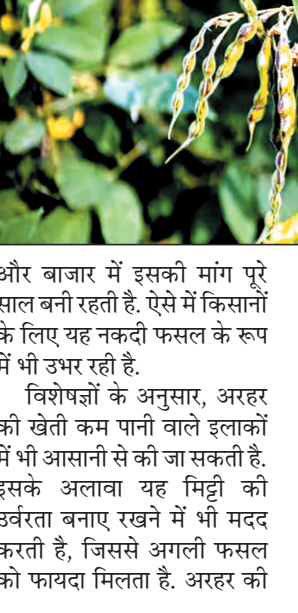 और बाजार में इसकी मांग पूरे
साल बनी रहती है. ऐसे में किसानों
के लिए यह नकदी फसल के रूप
में भी उभर रही है.
विशेषज्ञों के अनुसार, अरहर
की खेती कम पानी वाले इलाकों
में भी आसानी से की जा सकती है.
इसके अलावा यह मिट्टी की
उर्वरता बनाए रखने में भी मदद
करती है, जिससे अगली फसल
को फायदा मिलता है. अरहर की